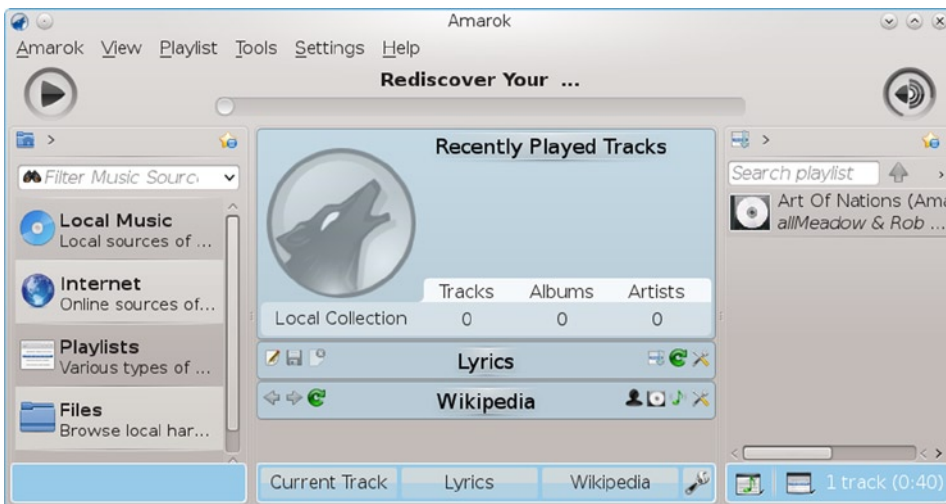 Amarok
Amarok View Playlist Tools Settings Help
Rediscover Your ...
Filter Music Sourc
Local Music
Local sources of ...
Internet
Online sources of...
Playlists
Various types of ...
Files
Browse local har...
Recently Played Tracks
Tracks Albums Artists
Local Collection 0 0 0
Lyrics
Wikipedia
Current Track Lyrics Wikipedia
Search playlist
Art Of Nations (Ama
allMeadow & Rob ...
1 track (0:40)